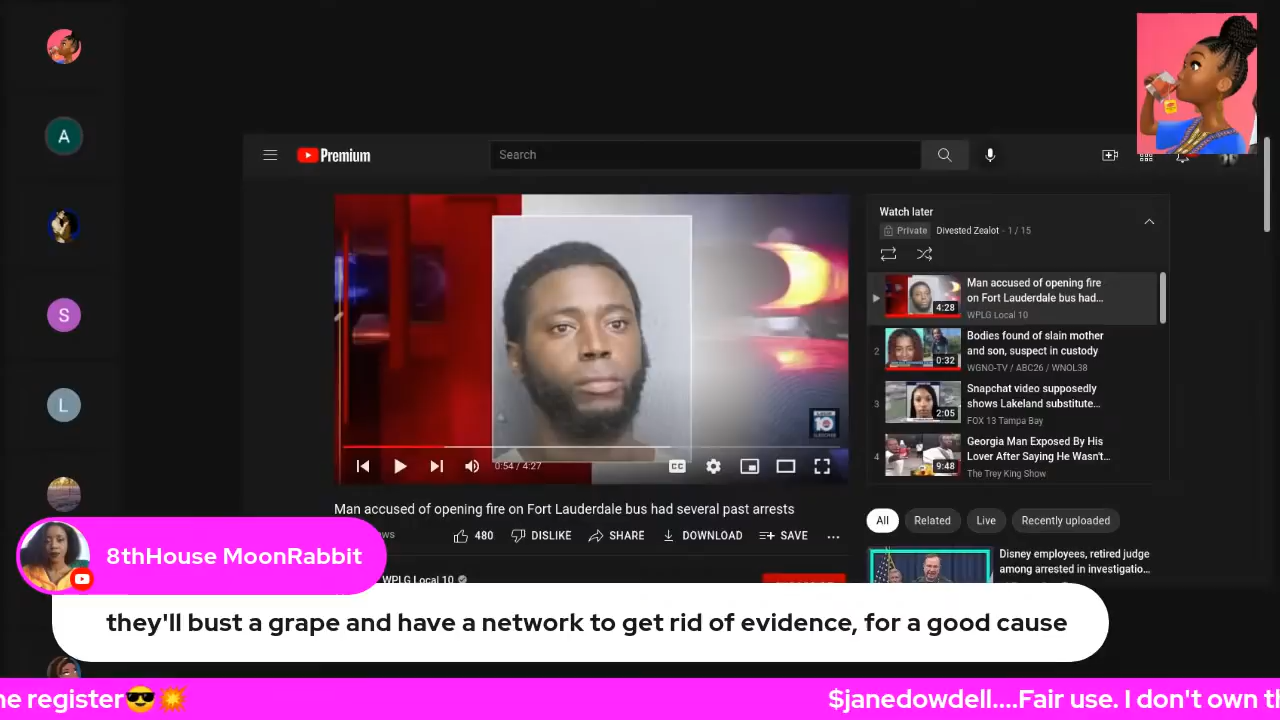 A
S
L
Premium
Search
Watch later
Private Divested Zealot - 1 / 15
4:28
Man accused of opening fire
on Fort Lauderdale bus had...
WPLG Local 10
2
0:32
Bodies found of slain mother
and son, suspect in custody
WGNO-TV / ABC26 / WNOL38
3
2:05
Snapchat video supposedly
shows Lakeland substitute...
FOX 13 Tampa Bay
4
9:48
Georgia Man Exposed By His
Lover After Saying He Wasn't...
The Trey King Show
10
CC
0:54 / 4:27
Man accused of opening fire on Fort Lauderdale bus had several past arrests
480 DISLIKE SHARE DOWNLOAD SAVE
WPLG Local 10
All Related Live Recently uploaded
Disney employees, retired judge
among arrested in investigatio...
8thHouse MoonRabbit
they'll bust a grape and have a network to get rid of evidence, for a good cause
register😎💥 $janedowdell....Fair use. I don't own